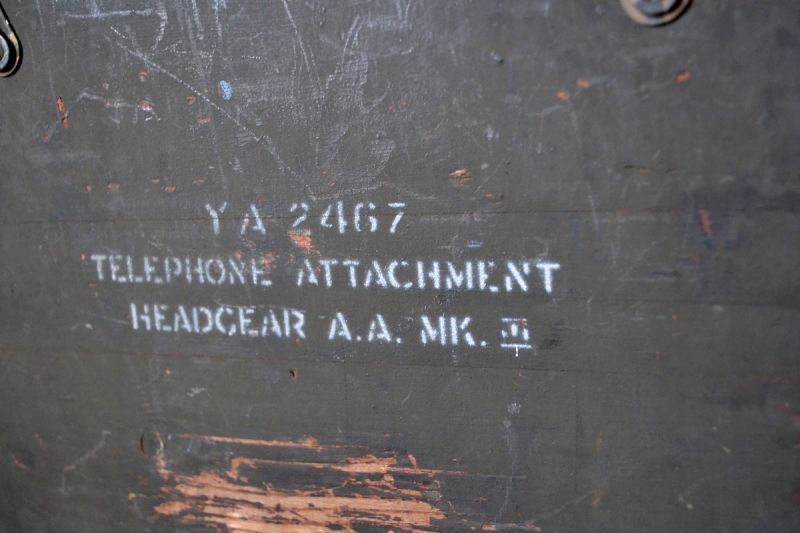 YA 2467
TELEPHONE ATTACHMENT
HEADGEAR A.A. MK. III